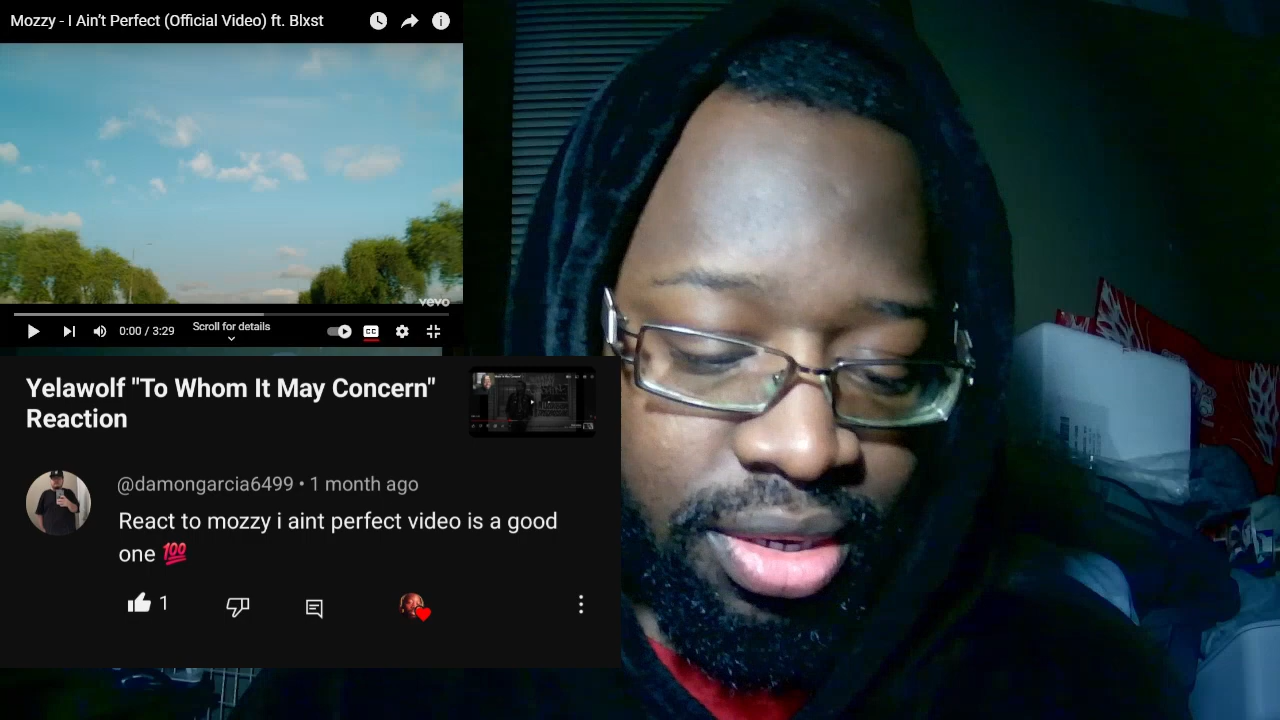 Mozzy - I Ain't Perfect (Official Video) ft. Blxst
vevo
0:00 / 3:29
Scroll for details
CC
Yelawolf "To Whom It May Concern"
Reaction
@damongarcia6499 • 1 month ago
React to mozzy i aint perfect video is a good
one 💯
1